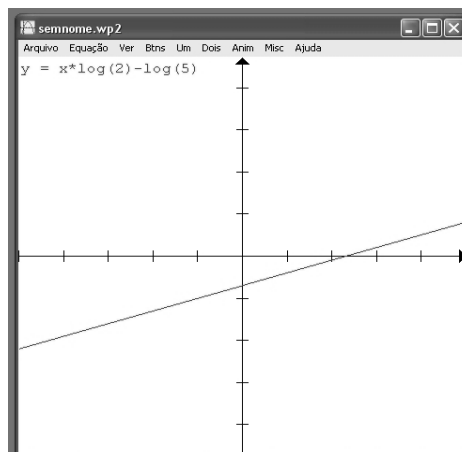 semnome.wp2
Arquivo Equação Ver Btns Um Dois Anim Misc Ajuda
y = x*log(2)-log(5)